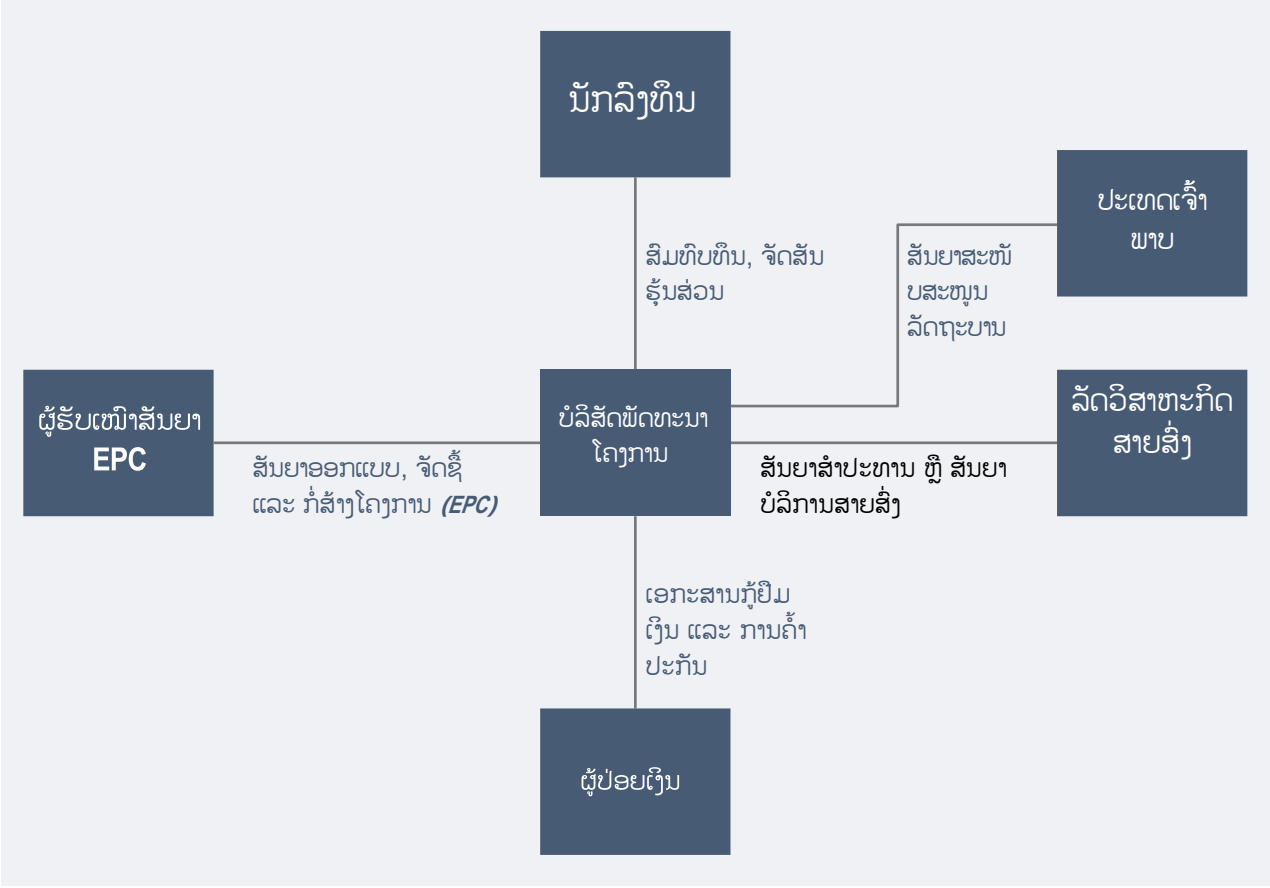 ນັກລົງທຶນ
ປະເທດເຈົ້າ
ພາບ
ສົມທົບທຶນ, ຈັດສັນ
ຮຸ້ນສ່ວນ
ສັນຍາສະໜັ
ບສະໜູນ
ລັດຖະບານ
ຜູ້ຮັບເໝົາສັນຍາ
EPC
ສັນຍາອອກແບບ, ຈັດຊື້
ແລະ ກໍ່ສ້າງໂຄງການ (EPC)
ບໍລິສັດພັດທະນາ
ໂຄງການ
ສັນຍາສຳປະທານ ຫຼື ສັນຍາ
ບໍລິການສາຍສົ່ງ
ລັດວິສາຫະກິດ
ສາຍສົ່ງ
ເອກະສານກູ້ຢືມ
ເງິນ ແລະ ການຄ້ຳ
ປະກັນ
ຜູ້ປ່ອຍເງິນ